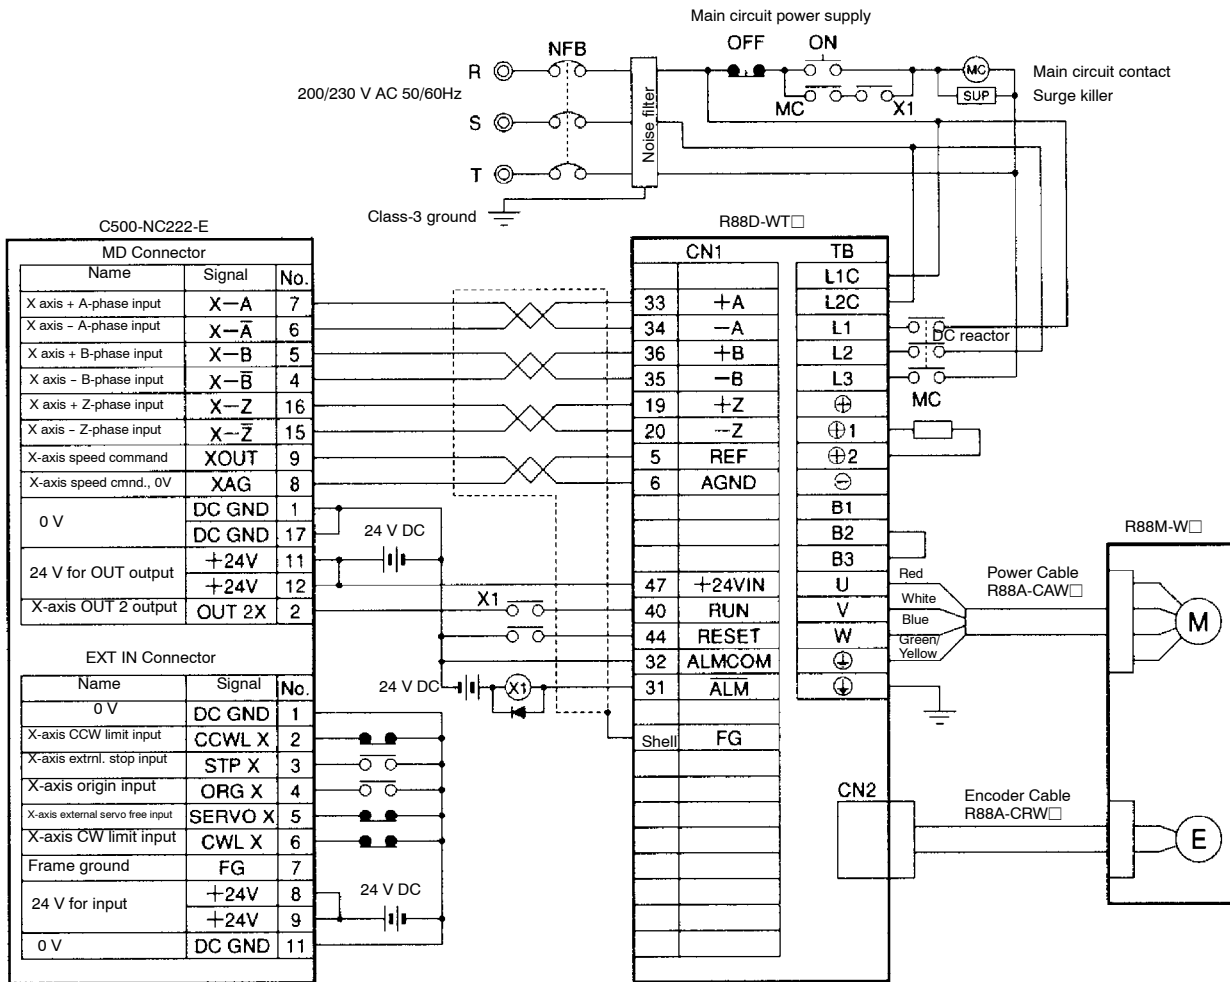 Main circuit power supply
OFF ON
NFB
R
MC
Main circuit contact
200/230 V AC 50/60Hz
SUP
Surge killer
MC X1
S
Noise filter
T
Class-3 ground
C500-NC222-E
R88D-WT□
MD Connector
Name Signal No.
X axis + A-phase input X−A 7
X axis − A-phase input X−A̅ 6
X axis + B-phase input X−B 5
X axis − B-phase input X−B̅ 4
X axis + Z-phase input X−Z 16
X axis − Z-phase input X−Z̅ 15
X-axis speed command XOUT 9
X-axis speed cmnd., 0V XAG 8
0 V DC GND 1
DC GND 17
24 V for OUT output +24V 11
+24V 12
X-axis OUT 2 output OUT 2X 2
24 V DC
X1
EXT IN Connector
Name Signal No.
0 V DC GND 1
X-axis CCW limit input CCWL X 2
X-axis extrnl. stop input STP X 3
X-axis origin input ORG X 4
X-axis external servo free input SERVO X 5
X-axis CW limit input CWL X 6
Frame ground FG 7
24 V for input +24V 8
+24V 9
0 V DC GND 11
24 V DC
X1
24 V DC
CN1
33 +A
34 −A
36 +B
35 −B
19 +Z
20 −Z
5 REF
6 AGND
47 +24VIN
40 RUN
44 RESET
32 ALMCOM
31 A̅L̅M̅
Shell FG
TB
L1C
L2C
L1
L2
L3
⊕
⊕1
⊕2
⊖
B1
B2
B3
U
V
W
DC reactor
MC
Red
White
Blue
Green/
Yellow
Power Cable
R88A-CAW□
R88M-W□
M
CN2
Encoder Cable
R88A-CRW□
E